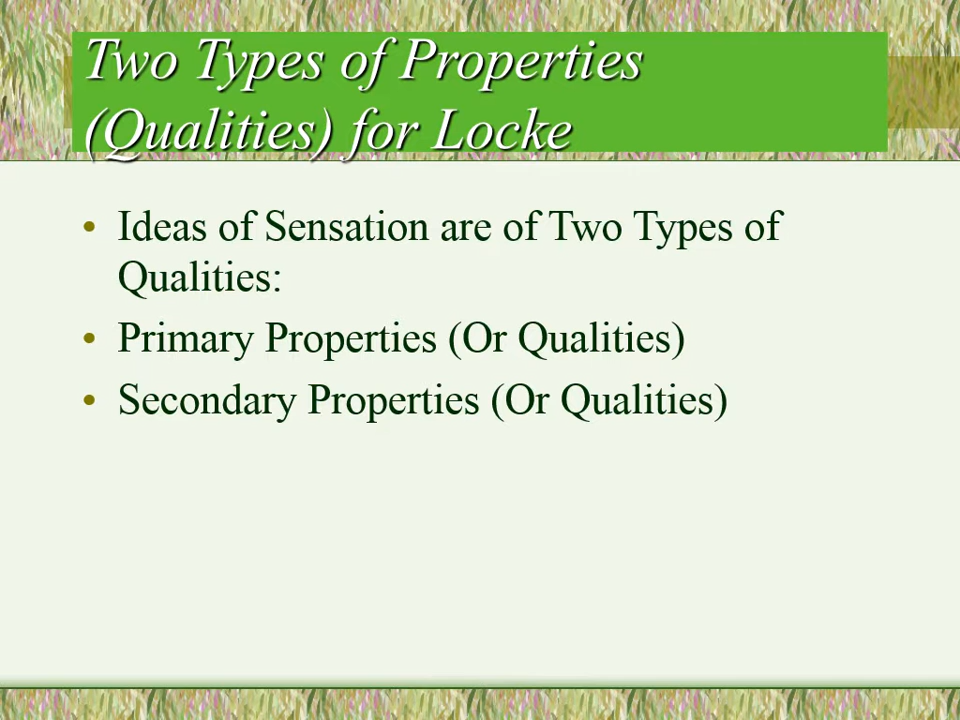 Two Types of Properties
(Qualities) for Locke
• Ideas of Sensation are of Two Types of
Qualities:
• Primary Properties (Or Qualities)
• Secondary Properties (Or Qualities)